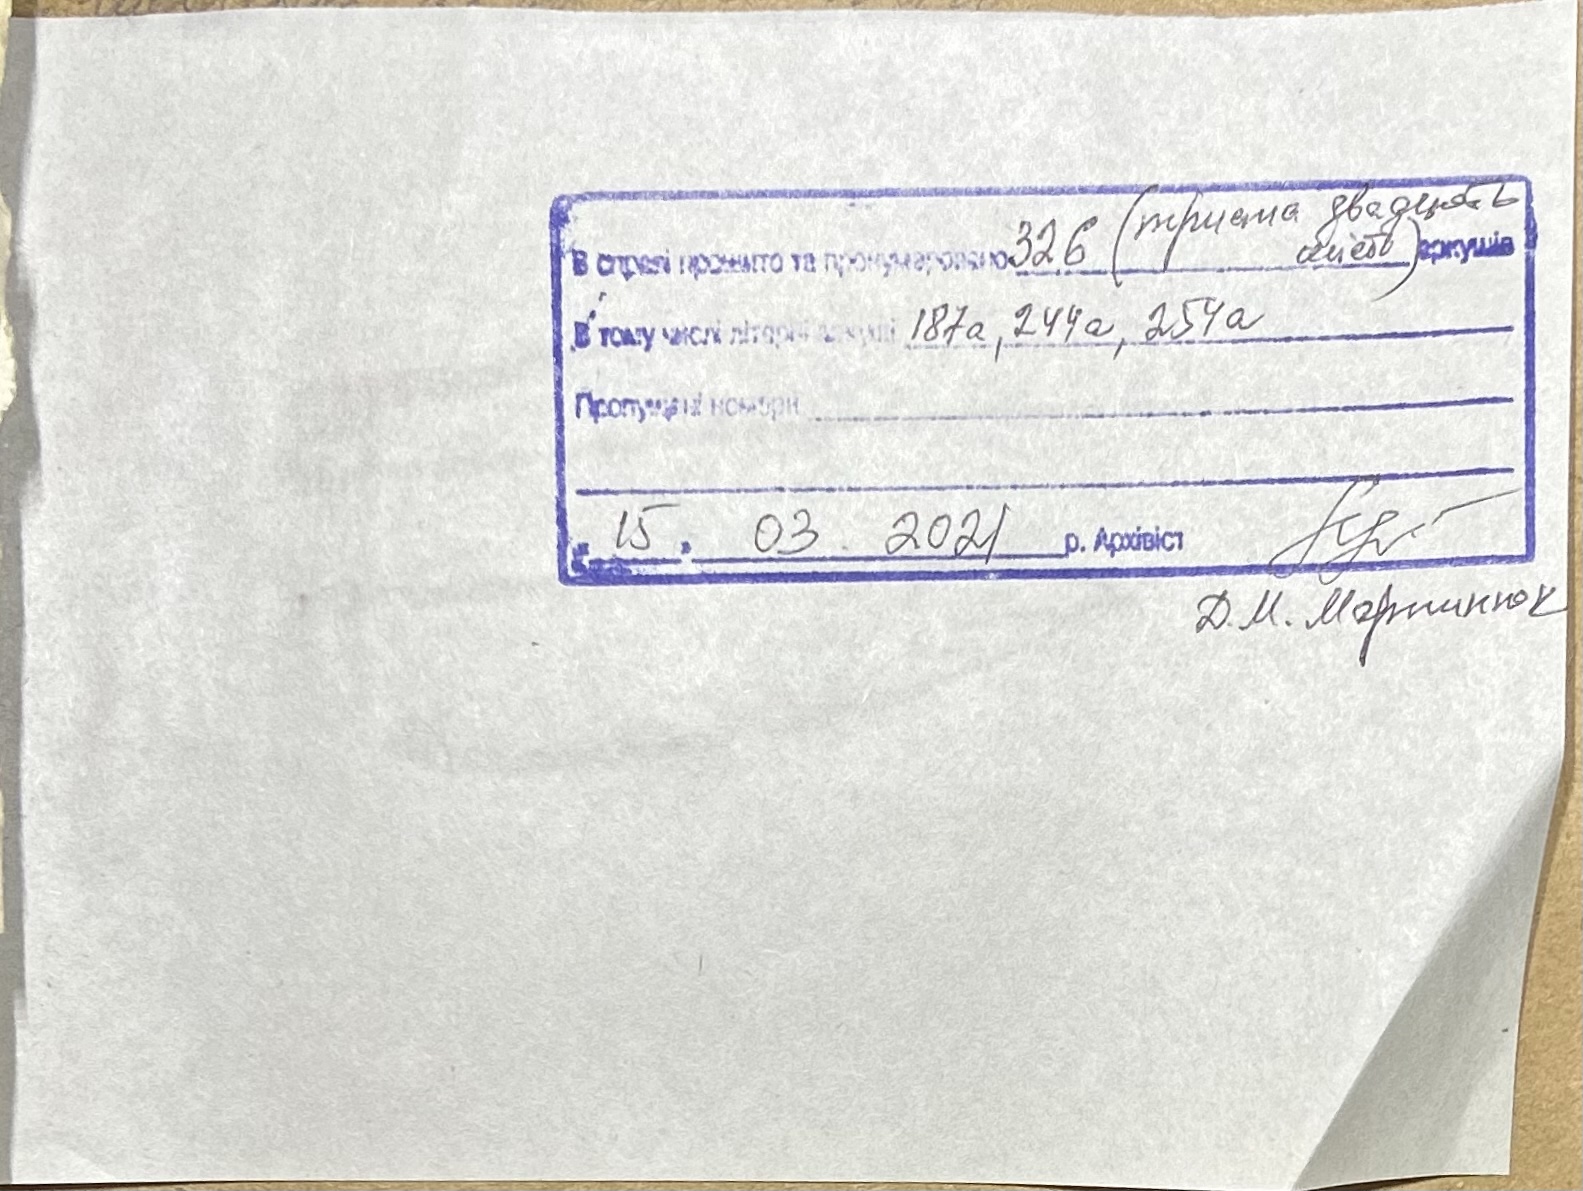 В справі прошито та пронумеровано 326 (триста двадцять шість) аркушів
В тому числі літерні аркуші 187а, 244а, 254а
Пропущені номери
" 15 " 03. 2021 р. Архівіст
Д.М. Мартинюк